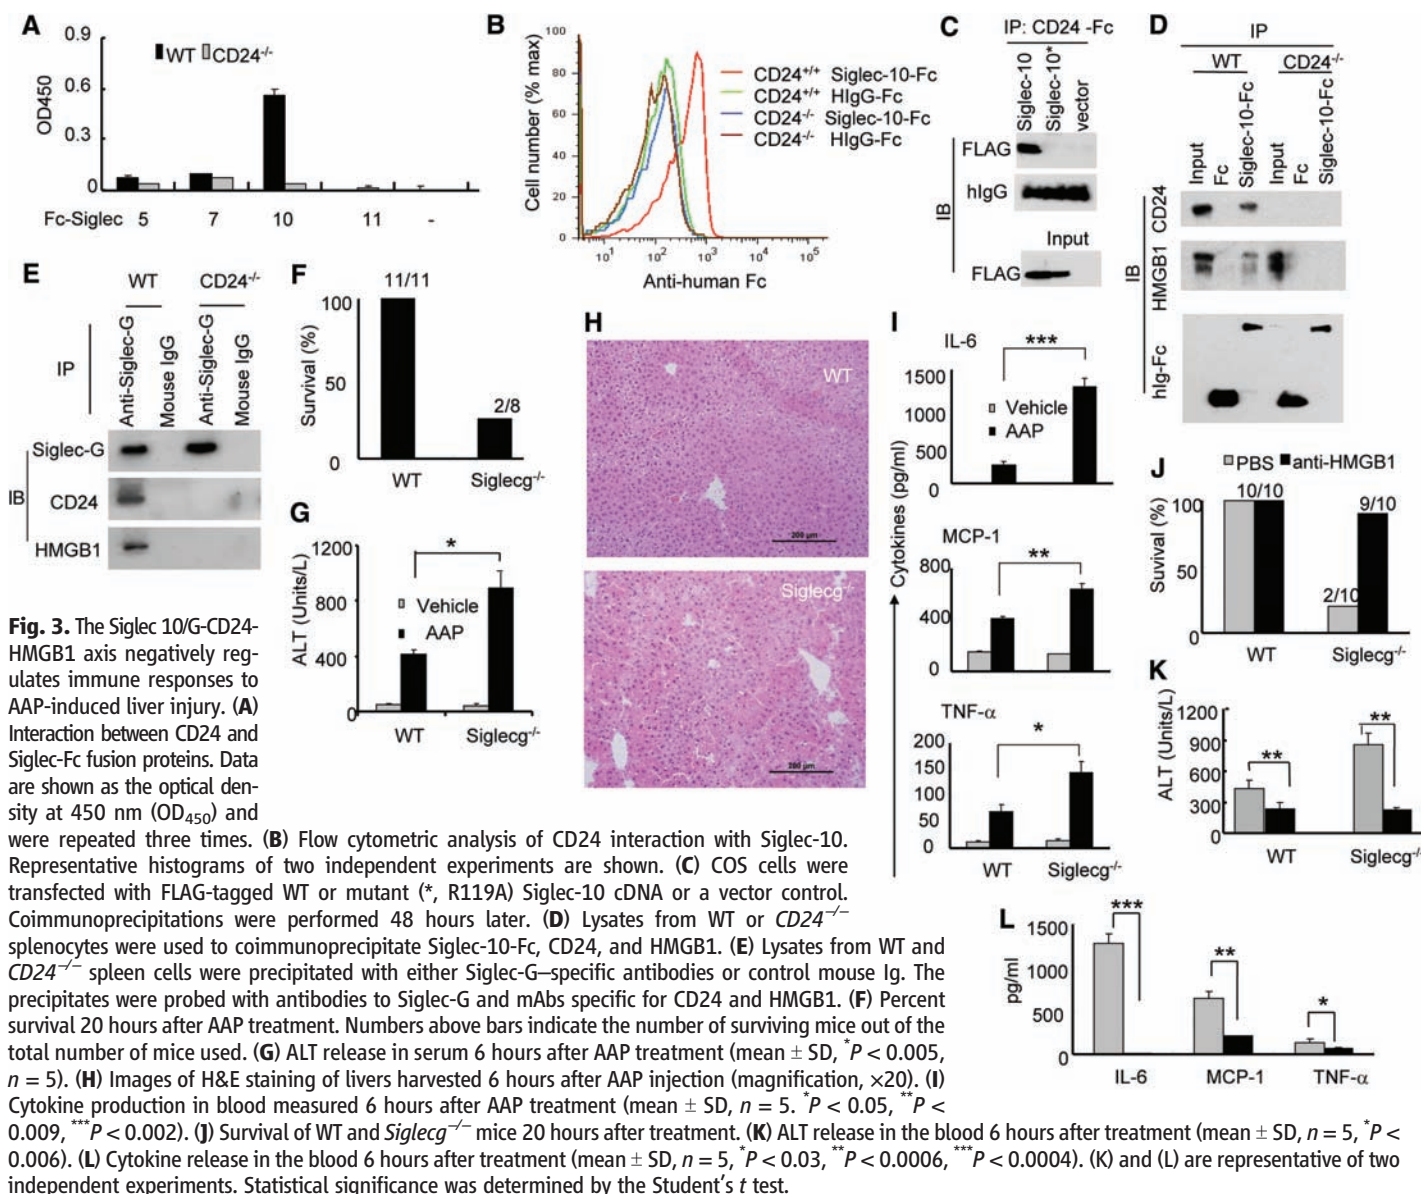 A
0.9
0.6
0.3
0
OD450
WT CD24-/-
Fc-Siglec 5 7 10 11 -
B
100
80
60
40
20
0
Cell number (% max)
10¹ 10² 10³ 10⁴ 10⁵
Anti-human Fc
CD24+/+ Siglec-10-Fc
CD24+/+ HIgG-Fc
CD24-/- Siglec-10-Fc
CD24-/- HIgG-Fc
C
IP: CD24 -Fc
Siglec-10
Siglec-10*
vector
FLAG
hIgG
Input
FLAG
IB
D
IP
WT CD24-/-
Input
Fc
Siglec-10-Fc
Input
Fc
Siglec-10-Fc
CD24
HMGB1
hIg-Fc
IB
E
WT CD24-/-
IP
Anti-Siglec-G
Mouse IgG
Anti-Siglec-G
Mouse IgG
Siglec-G
CD24
HMGB1
IB
F
11/11
100
50
0
Survival (%)
2/8
WT Siglecg-/-
G
1200
800
400
0
ALT (Units/L)
*
Vehicle
AAP
WT Siglecg-/-
H
WT
200 µm
Siglecg-/-
200 µm
I
IL-6
***
1500
1000
500
0
Vehicle
AAP
Cytokines (pg/ml)
MCP-1
**
800
400
0
TNF-α
*
200
150
100
50
0
WT Siglecg-/-
J
PBS anti-HMGB1
10/10 9/10
100
50
0
Suvival (%)
2/10
WT Siglecg-/-
K
1200
900
600
300
0
ALT (Units/L)
**
**
WT Siglecg-/-
L
1500
1000
500
0
pg/ml
***
**
*
IL-6 MCP-1 TNF-α
Fig. 3. The Siglec 10/G-CD24-
HMGB1 axis negatively reg-
ulates immune responses to
AAP-induced liver injury. (A)
Interaction between CD24 and
Siglec-Fc fusion proteins. Data
are shown as the optical den-
sity at 450 nm (OD₄₅₀) and
were repeated three times. (B) Flow cytometric analysis of CD24 interaction with Siglec-10.
Representative histograms of two independent experiments are shown. (C) COS cells were
transfected with FLAG-tagged WT or mutant (*, R119A) Siglec-10 cDNA or a vector control.
Coimmunoprecipitations were performed 48 hours later. (D) Lysates from WT or CD24−/−
splenocytes were used to coimmunoprecipitate Siglec-10-Fc, CD24, and HMGB1. (E) Lysates from WT and
CD24−/− spleen cells were precipitated with either Siglec-G–specific antibodies or control mouse Ig. The
precipitates were probed with antibodies to Siglec-G and mAbs specific for CD24 and HMGB1. (F) Percent
survival 20 hours after AAP treatment. Numbers above bars indicate the number of surviving mice out of the
total number of mice used. (G) ALT release in serum 6 hours after AAP treatment (mean ± SD, *P < 0.005,
n = 5). (H) Images of H&E staining of livers harvested 6 hours after AAP injection (magnification, ×20). (I)
Cytokine production in blood measured 6 hours after AAP treatment (mean ± SD, n = 5. *P < 0.05, **P <
0.009, ***P < 0.002). (J) Survival of WT and Siglecg−/− mice 20 hours after treatment. (K) ALT release in the blood 6 hours after treatment (mean ± SD, n = 5, *P <
0.006). (L) Cytokine release in the blood 6 hours after treatment (mean ± SD, n = 5, *P < 0.03, **P < 0.0006, ***P < 0.0004). (K) and (L) are representative of two
independent experiments. Statistical significance was determined by the Student's t test.